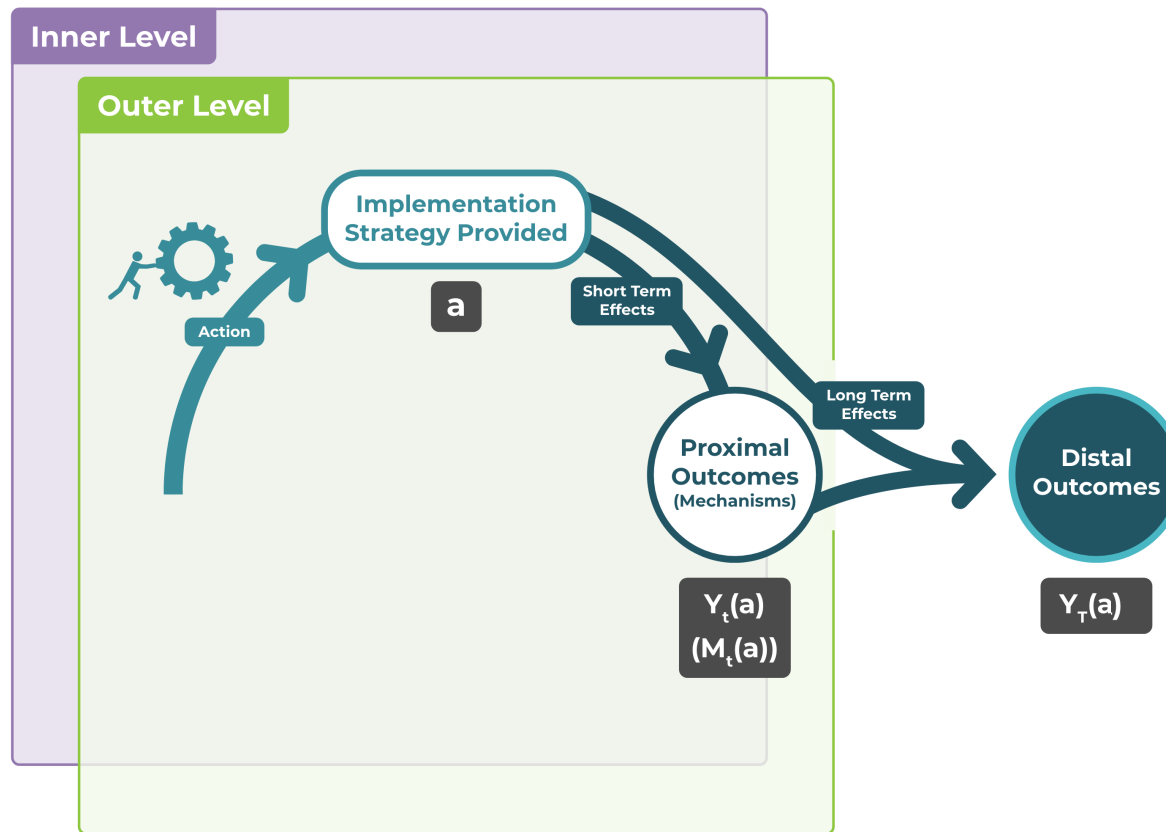 Inner Level
Outer Level
Implementation
Strategy Provided
a
Action
Short Term
Effects
Long Term
Effects
Proximal
Outcomes
(Mechanisms)
Distal
Outcomes
Yt(a)
(Mt(a))
YT(a)